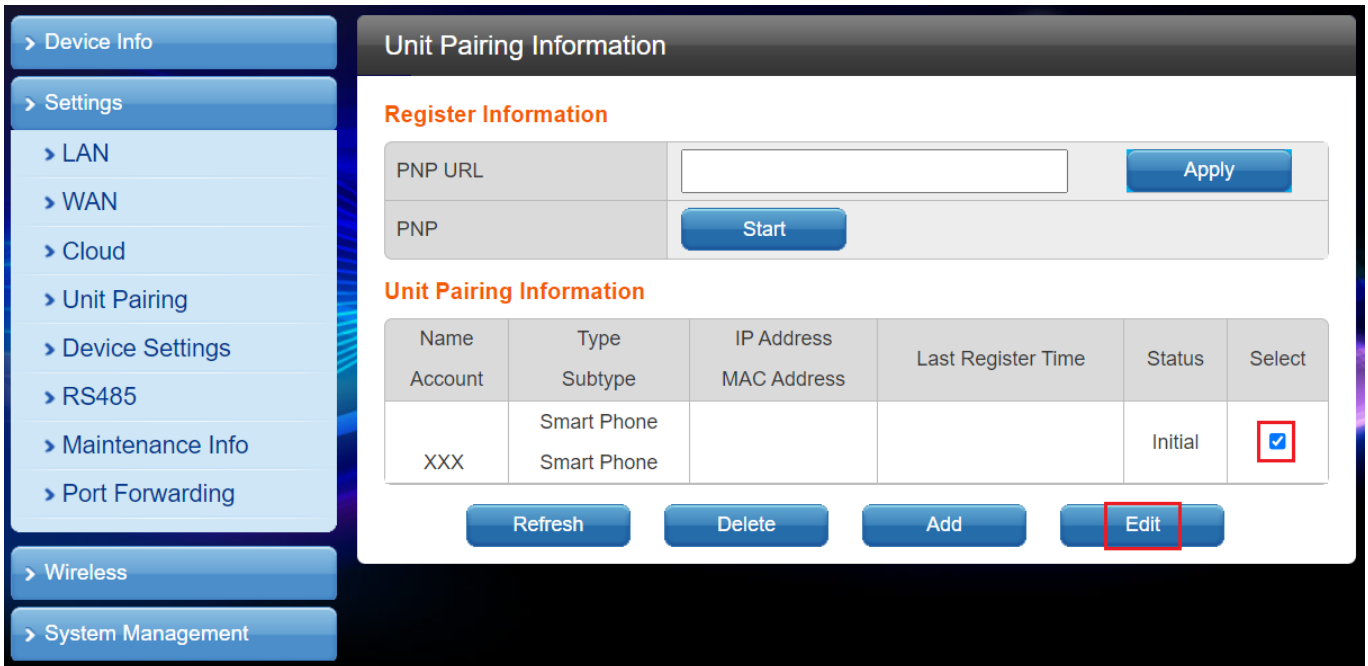 Device Info
Settings
LAN
WAN
Cloud
Unit Pairing
Device Settings
RS485
Maintenance Info
Port Forwarding
Wireless
System Management
Unit Pairing Information
Register Information
PNP URL Apply
PNP Start
Unit Pairing Information
Name Type IP Address Last Register Time Status Select
Account Subtype MAC Address
Smart Phone Initial
XXX Smart Phone
Refresh Delete Add Edit